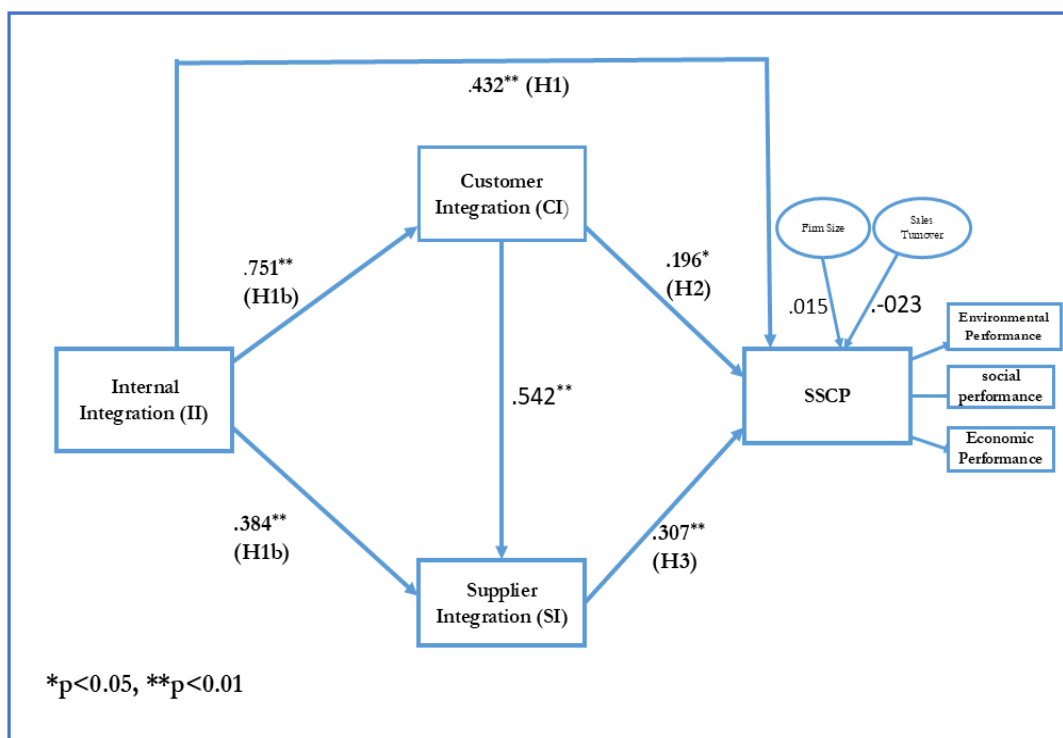 .432** (H1)
Customer
Integration (CI)
Firm Size
Sales
Turnover
.751**
(H1b)
.196*
(H2)
.015
.-023
Environmental
Performance
Internal
Integration (II)
.542**
SSCP
social
performance
Economic
Performance
.384**
(H1b)
.307**
(H3)
Supplier
Integration (SI)
*p<0.05, **p<0.01